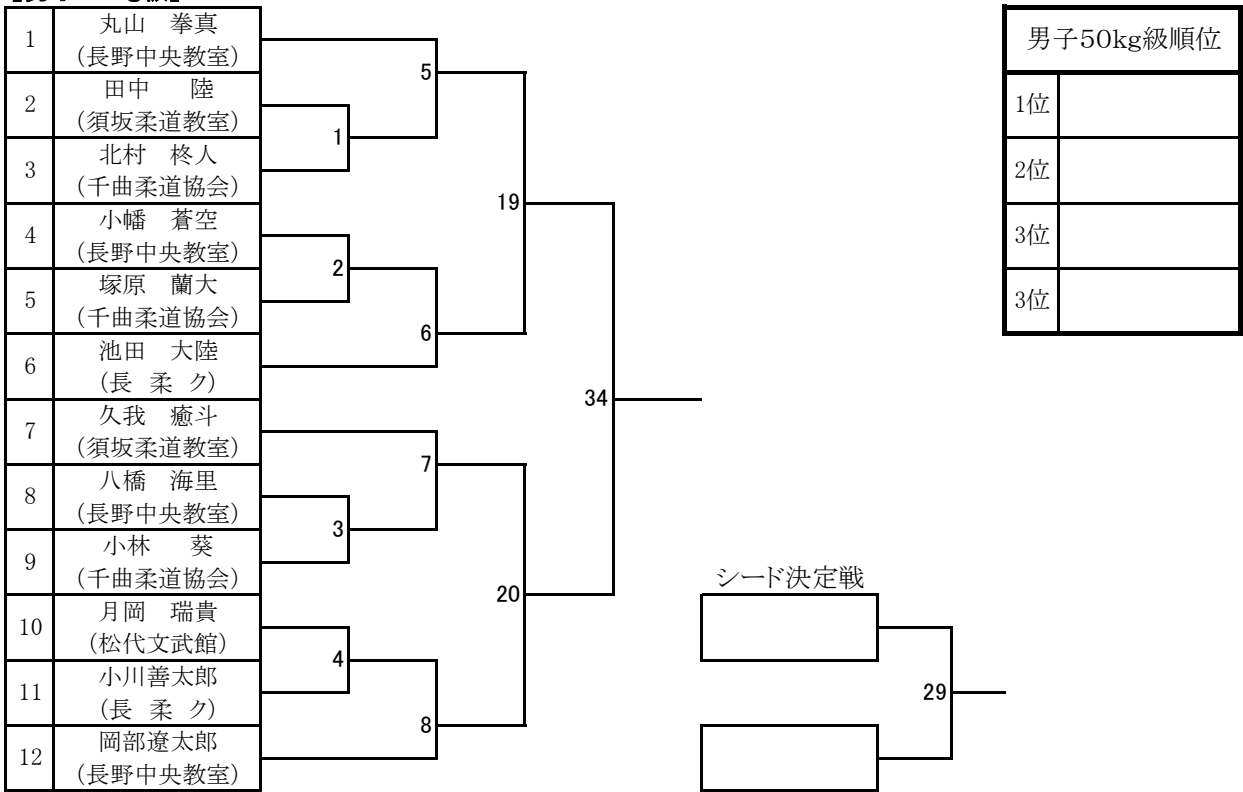 1
丸山　拳真
(長野中央教室)
2
田中　　陸
(須坂柔道教室)
3
北村　柊人
(千曲柔道協会)
4
小幡　蒼空
(長野中央教室)
5
塚原　蘭大
(千曲柔道協会)
6
池田　大陸
(長 柔 ク)
7
久我　癒斗
(須坂柔道教室)
8
八橋　海里
(長野中央教室)
9
小林　　葵
(千曲柔道協会)
10
月岡　瑞貴
(松代文武館)
11
小川善太郎
(長 柔 ク)
12
岡部遼太郎
(長野中央教室)
1
2
3
4
5
6
7
8
19
20
34
男子50kg級順位
1位
2位
3位
3位
シード決定戦
29